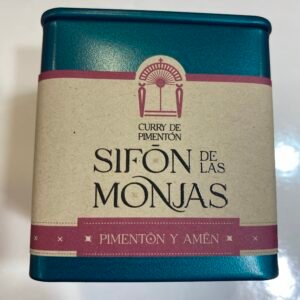 CURRY DE
PIMENTÓN
SIFÓN DE LAS
MONJAS
PIMENTÓN Y AMÉN